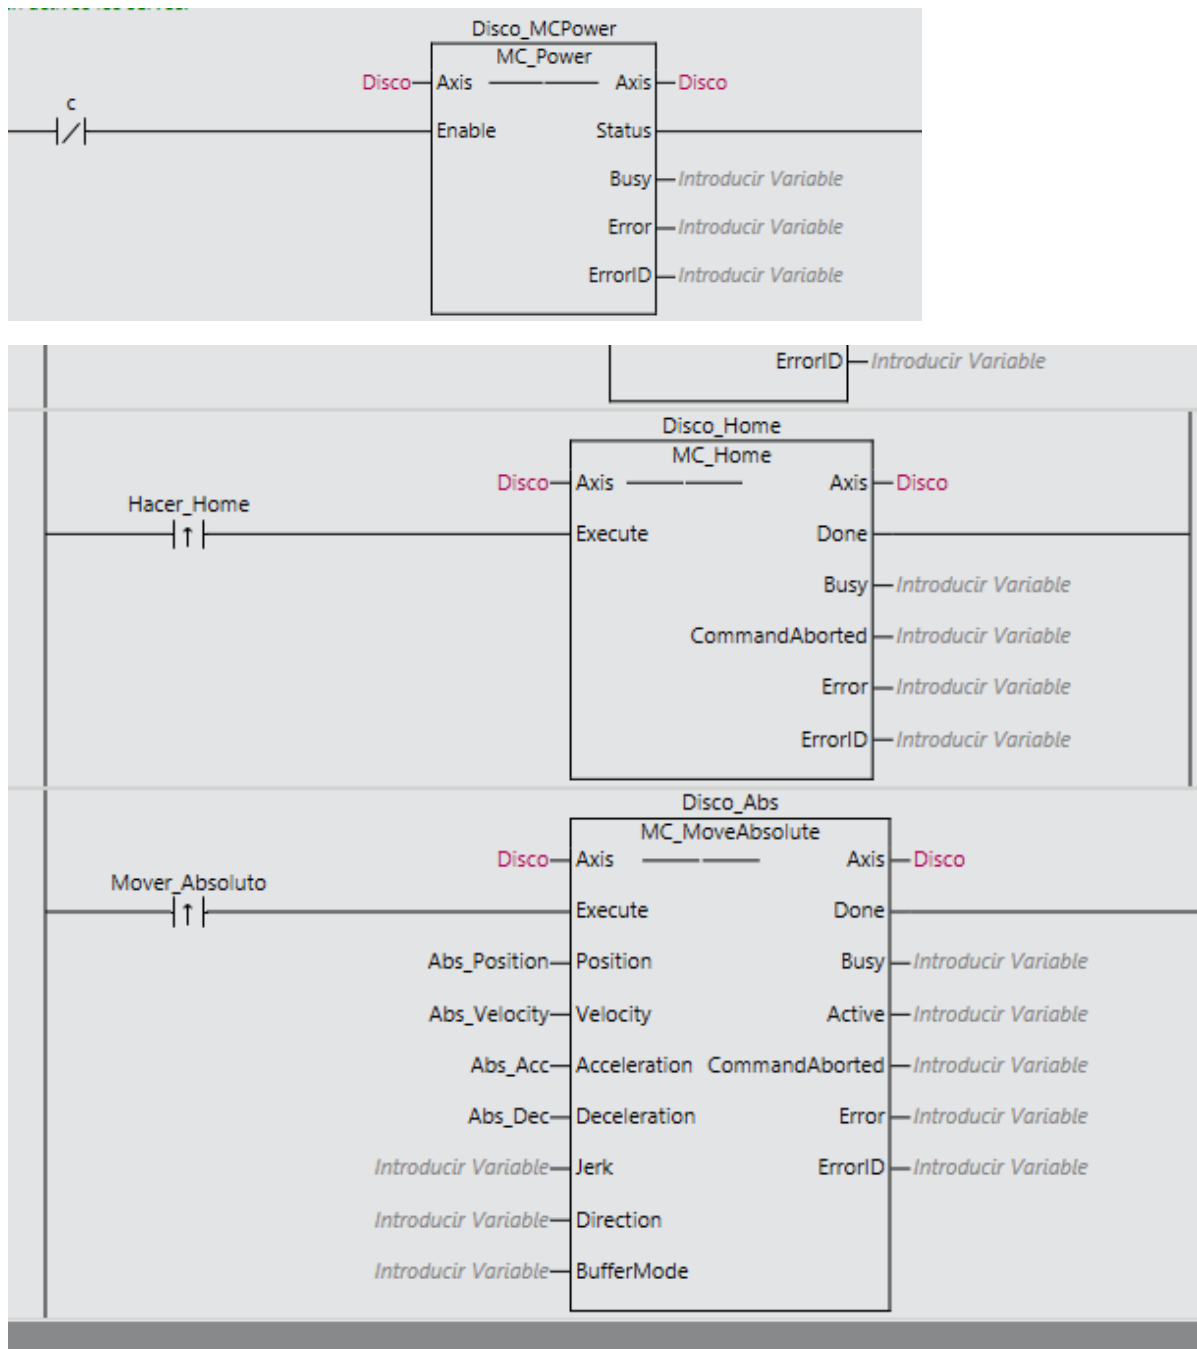 Disco_MCPower
MC_Power
Disco Axis Axis Disco
c
Enable Status
Busy Introducir Variable
Error Introducir Variable
ErrorID Introducir Variable
ErrorID Introducir Variable
Disco_Home
MC_Home
Disco Axis Axis Disco
Hacer_Home
Execute Done
Busy Introducir Variable
CommandAborted Introducir Variable
Error Introducir Variable
ErrorID Introducir Variable
Disco_Abs
MC_MoveAbsolute
Disco Axis Axis Disco
Mover_Absoluto
Execute Done
Abs_Position Position Busy Introducir Variable
Abs_Velocity Velocity Active Introducir Variable
Abs_Acc Acceleration CommandAborted Introducir Variable
Abs_Dec Deceleration Error Introducir Variable
Introducir Variable Jerk ErrorID Introducir Variable
Introducir Variable Direction
Introducir Variable BufferMode